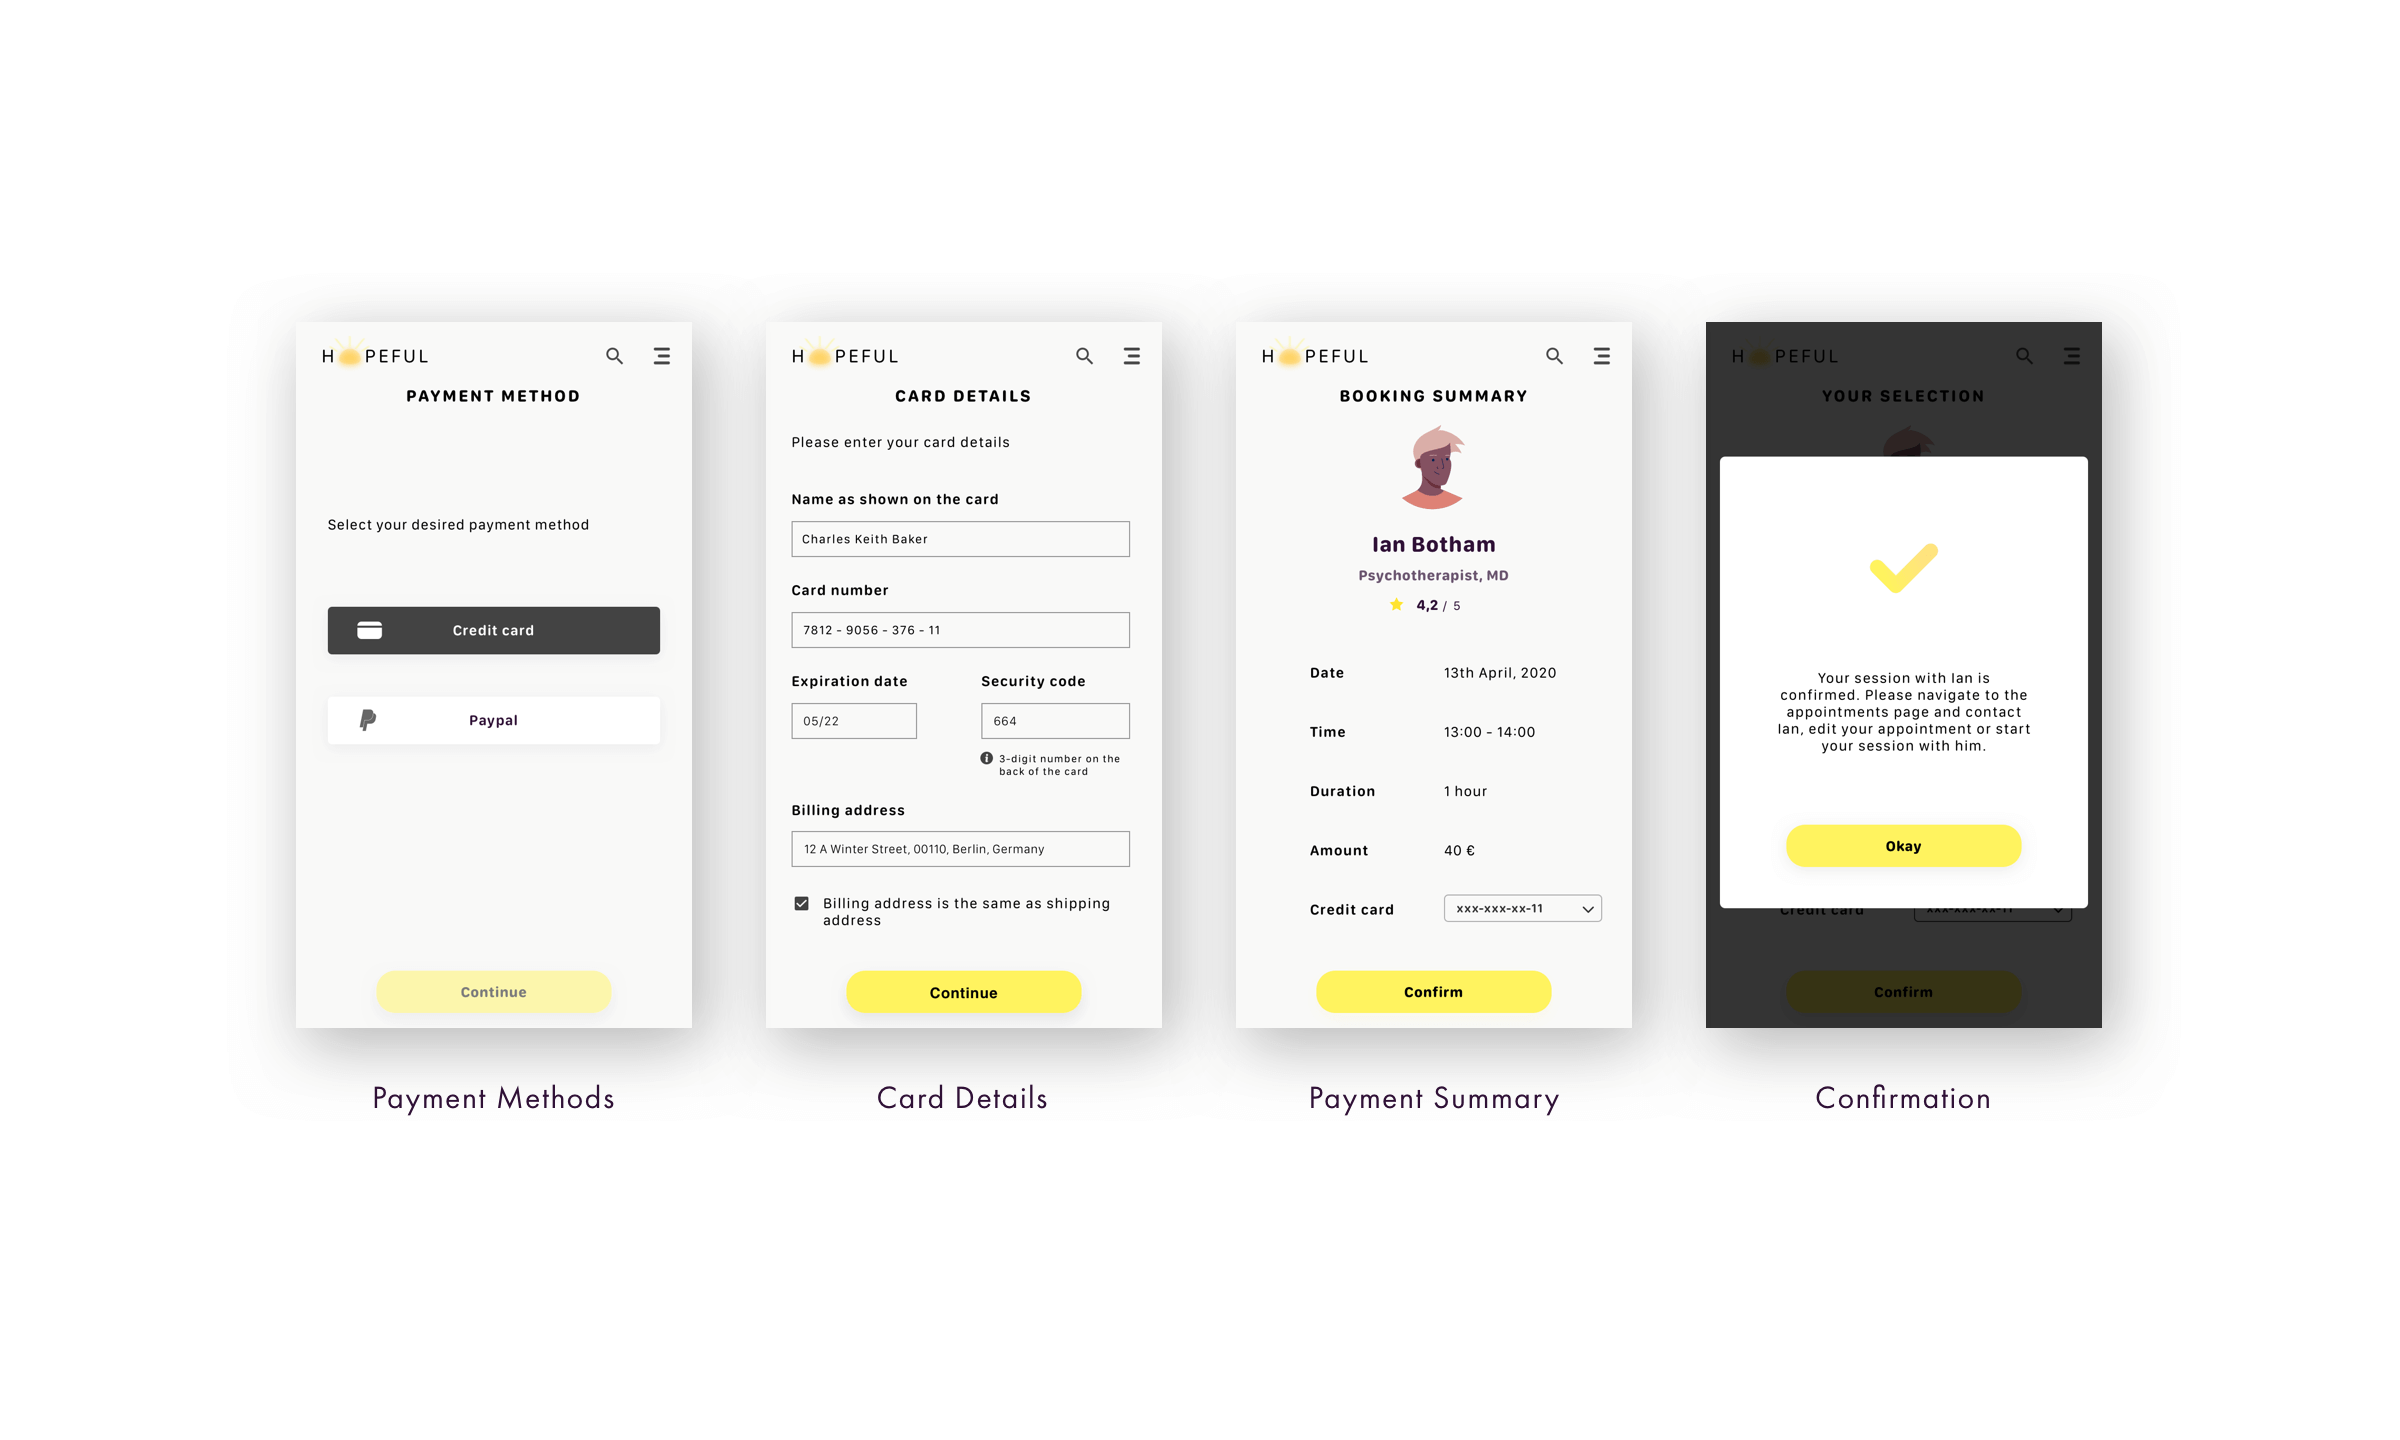 HOPEFUL
PAYMENT METHOD
Select your desired payment method
Credit card
Paypal
Continue
Payment Methods
HOPEFUL
CARD DETAILS
Please enter your card details
Name as shown on the card
Charles Keith Baker
Card number
7812 - 9056 - 376 - 11
Expiration date
Security code
05/22
664
3-digit number on the
back of the card
Billing address
12 A Winter Street, 00110, Berlin, Germany
Billing address is the same as shipping
address
Continue
Card Details
HOPEFUL
BOOKING SUMMARY
Ian Botham
Psychotherapist, MD
4,2 / 5
Date 13th April, 2020
Time 13:00 - 14:00
Duration 1 hour
Amount 40 €
Credit card xxx-xxx-xx-11
Confirm
Payment Summary
HOPEFUL
YOUR SELECTION
Your session with Ian is
confirmed. Please navigate to the
appointments page and contact
Ian, edit your appointment or start
your session with him.
Okay
Credit card xxx-xxx-xx-11
Confirm
Confirmation